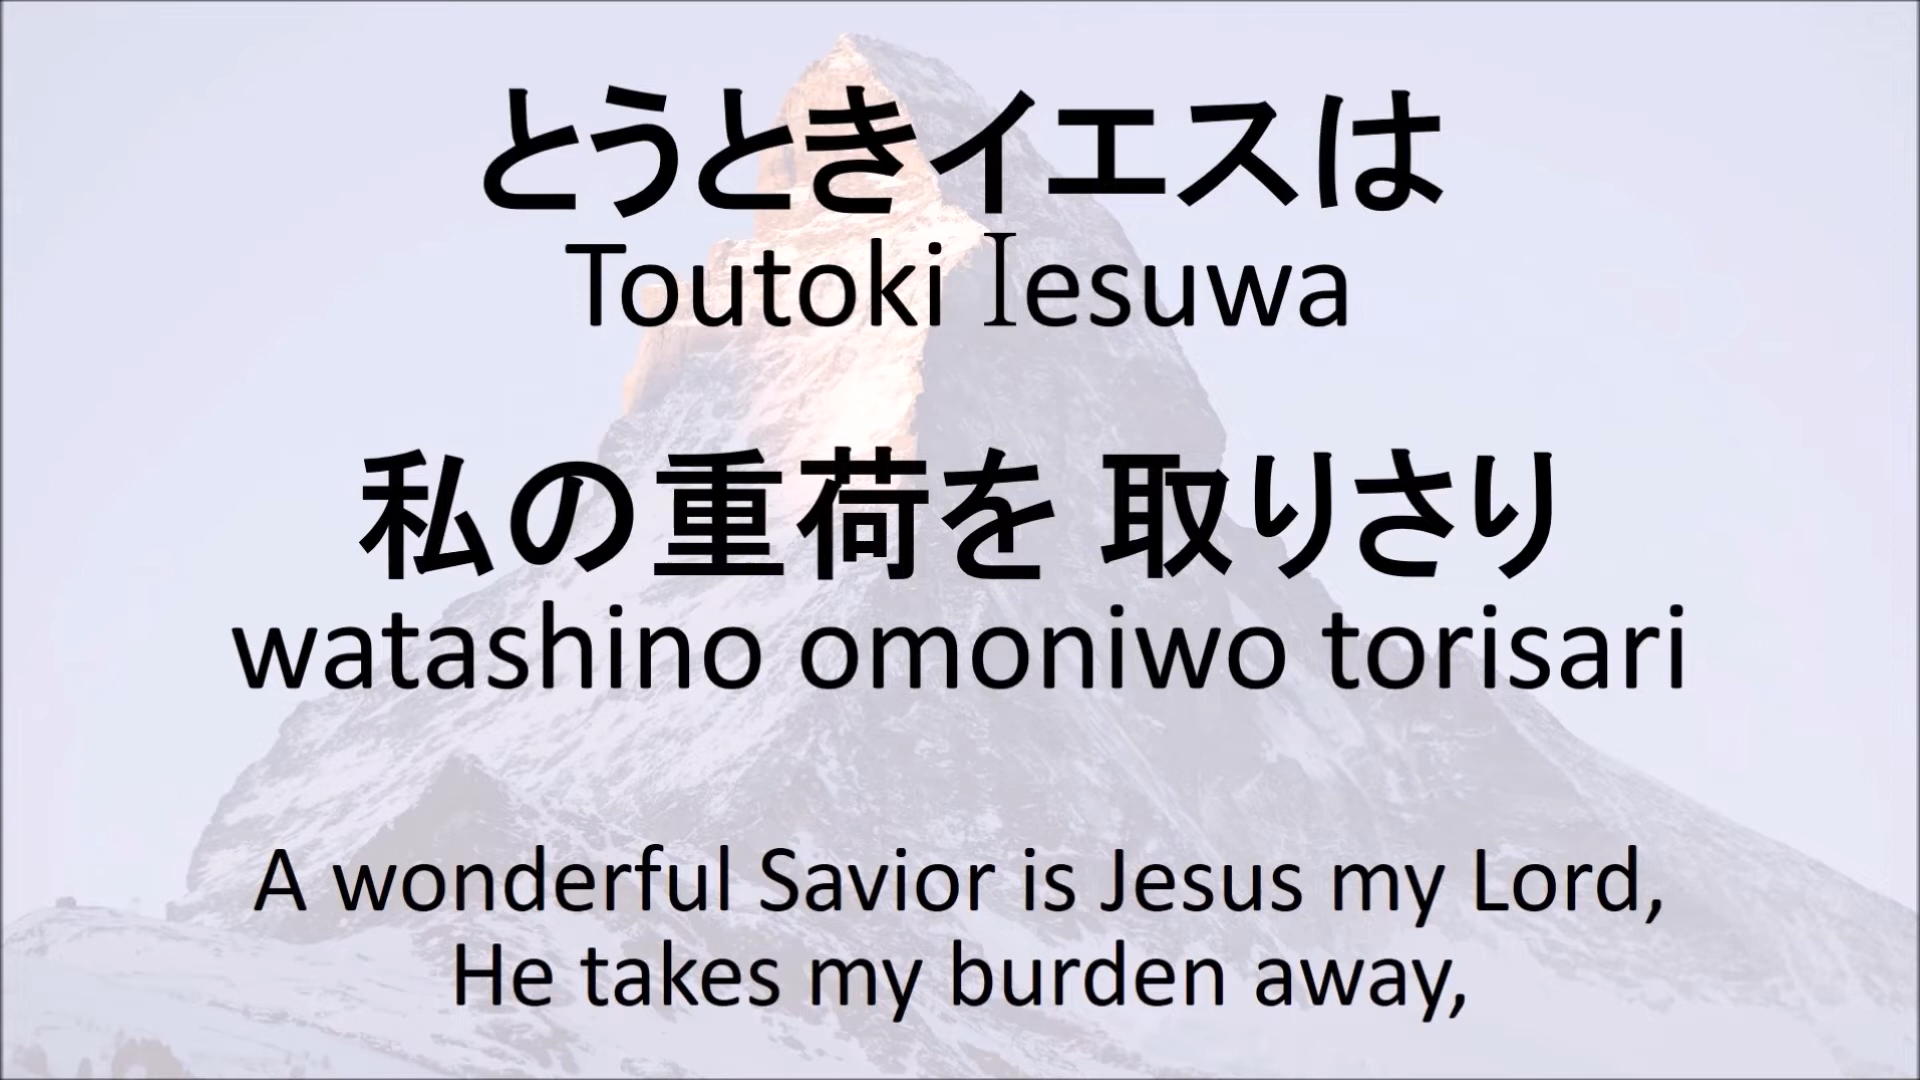 とうときイエスは
Toutoki Iesuwa
私の重荷を 取りさり
watashino omoniwo torisari
A wonderful Savior is Jesus my Lord,
He takes my burden away,